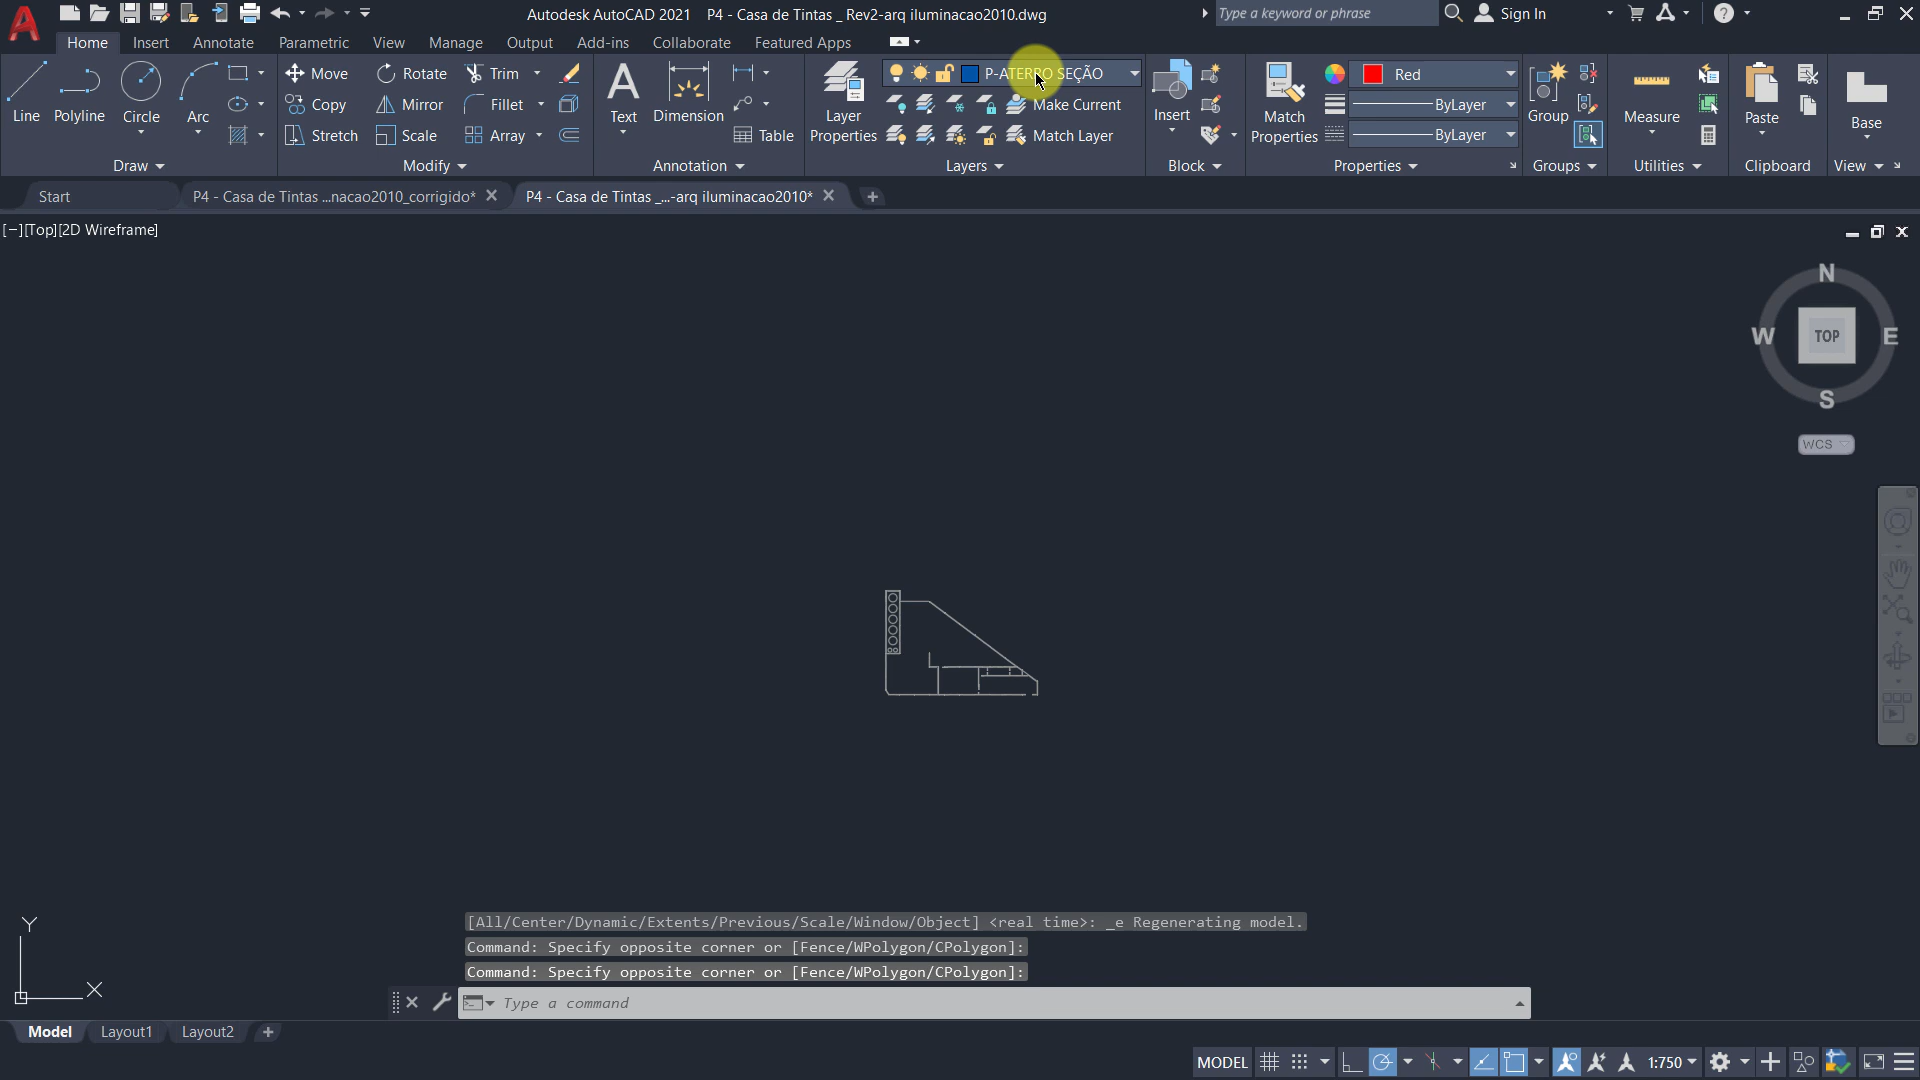 Autodesk AutoCAD 2021 P4 - Casa de Tintas _ Rev2-arq iluminacao2010.dwg
Type a keyword or phrase
Sign In
Home Insert Annotate Parametric View Manage Output Add-ins Collaborate Featured Apps
Line
Polyline
Circle
Arc
Draw
Move Rotate Trim
Copy Mirror Fillet
Stretch Scale Array
Modify
Text
Dimension
Table
Annotation
Layer
Properties
P-ATERRO SEÇÃO
Make Current
Match Layer
Layers
Insert
Block
Match
Properties
Red
ByLayer
ByLayer
Properties
Group
Groups
Measure
Utilities
Paste
Clipboard
Base
View
Start
P4 - Casa de Tintas ...nacao2010_corrigido*
P4 - Casa de Tintas _...-arq iluminacao2010*
[−][Top][2D Wireframe]
N
W
TOP
E
S
WCS
Y
X
[All/Center/Dynamic/Extents/Previous/Scale/Window/Object] <real time>: _e Regenerating model.
Command: Specify opposite corner or [Fence/WPolygon/CPolygon]:
Command: Specify opposite corner or [Fence/WPolygon/CPolygon]:
Type a command
Model Layout1 Layout2
MODEL
1:750